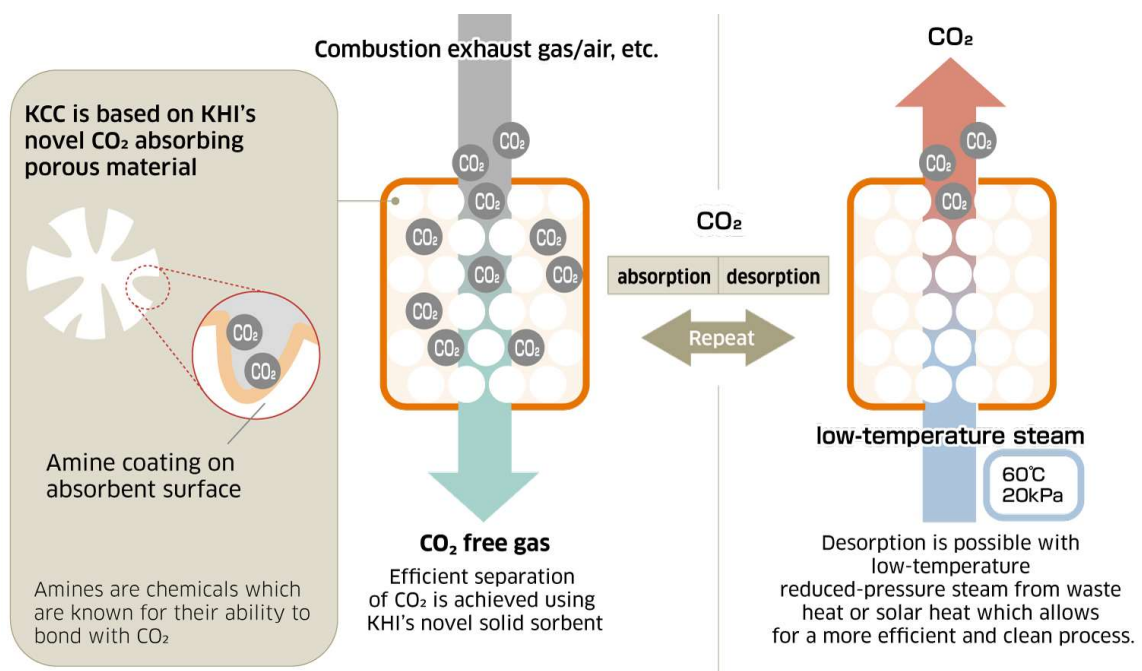 Combustion exhaust gas/air, etc.
KCC is based on KHI's
novel CO₂ absorbing
porous material
CO₂
CO₂
Amine coating on
absorbent surface
Amines are chemicals which
are known for their ability to
bond with CO₂
CO₂
CO₂
CO₂
CO₂
CO₂
CO₂
CO₂
CO₂
CO₂
CO₂
CO₂ free gas
Efficient separation
of CO₂ is achieved using
KHI's novel solid sorbent
CO₂
absorption desorption
Repeat
CO₂
CO₂
CO₂
CO₂
low-temperature steam
60℃
20kPa
Desorption is possible with
low-temperature
reduced-pressure steam from waste
heat or solar heat which allows
for a more efficient and clean process.